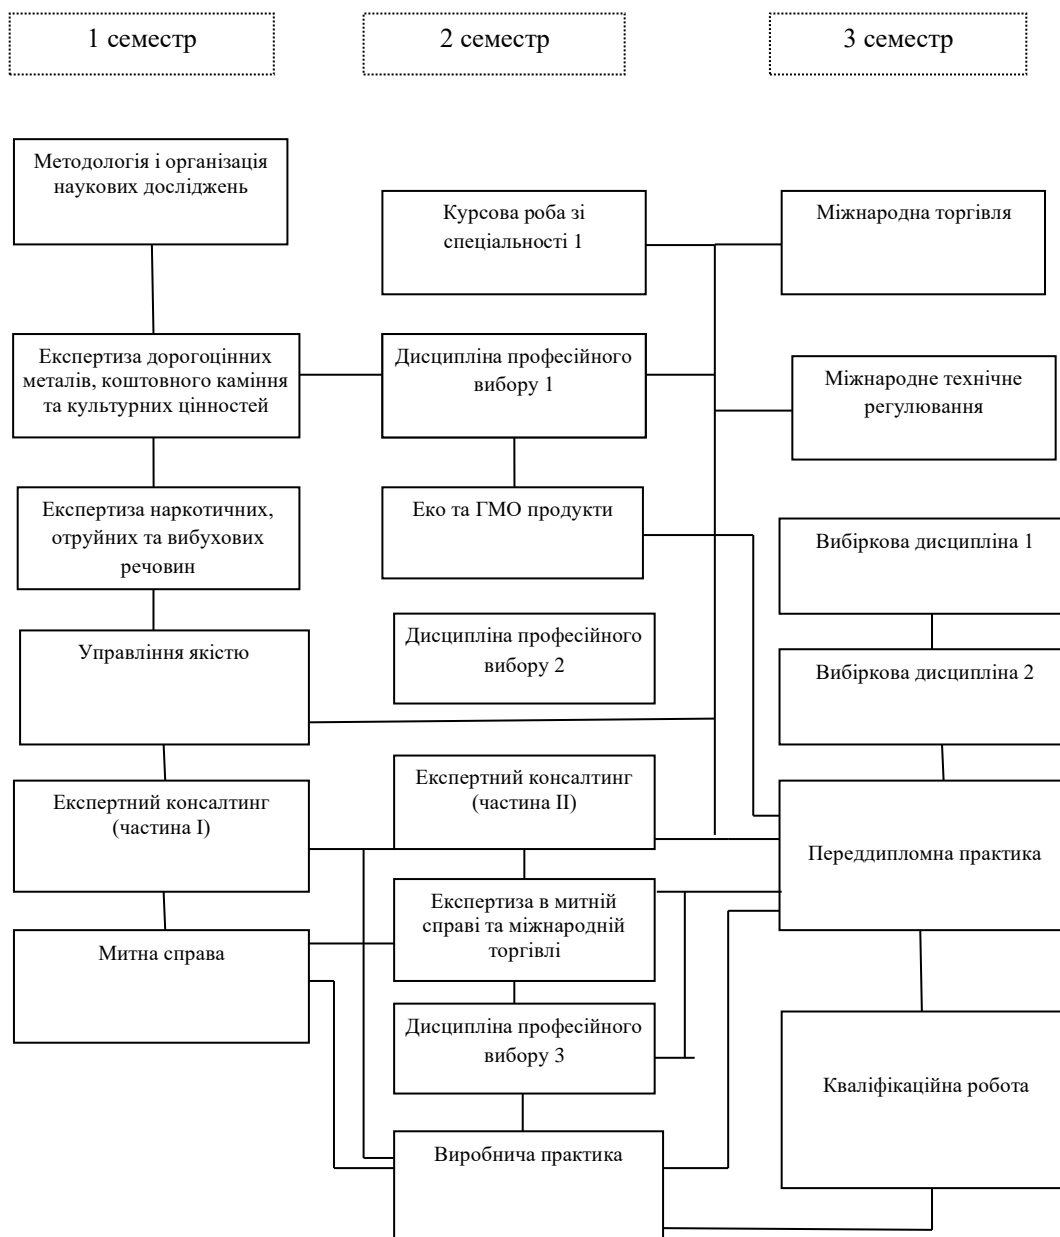 1 семестр
2 семестр
3 семестр
Методологія і організація
наукових досліджень
Експертиза дорогоцінних
металів, коштовного каміння
та культурних цінностей
Експертиза наркотичних,
отруйних та вибухових
речовин
Управління якістю
Експертний консалтинг
(частина I)
Митна справа
Курсова роба зі
спеціальності 1
Дисципліна професійного
вибору 1
Еко та ГМО продукти
Дисципліна професійного
вибору 2
Експертний консалтинг
(частина II)
Експертиза в митній
справі та міжнародній
торгівлі
Дисципліна професійного
вибору 3
Виробнича практика
Міжнародна торгівля
Міжнародне технічне
регулювання
Вибіркова дисципліна 1
Вибіркова дисципліна 2
Переддипломна практика
Кваліфікаційна робота